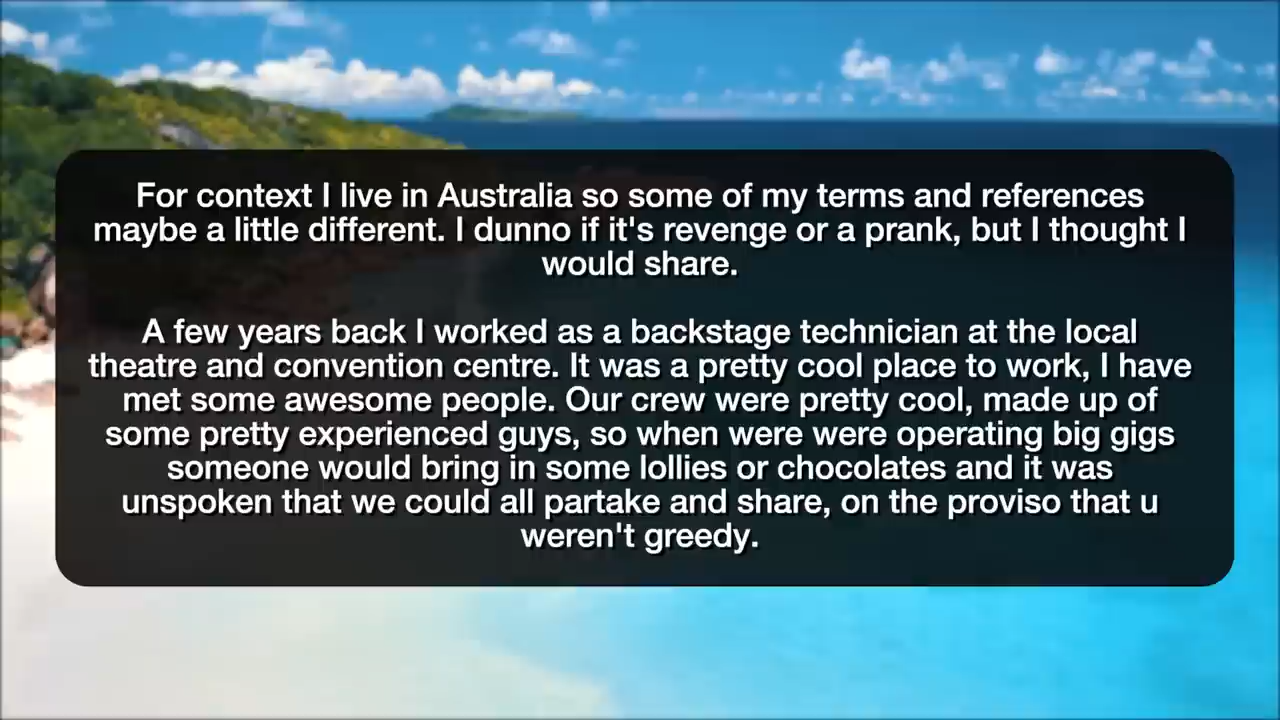 For context I live in Australia so some of my terms and references
maybe a little different. I dunno if it's revenge or a prank, but I thought I
would share.
A few years back I worked as a backstage technician at the local
theatre and convention centre. It was a pretty cool place to work, I have
met some awesome people. Our crew were pretty cool, made up of
some pretty experienced guys, so when were were operating big gigs
someone would bring in some lollies or chocolates and it was
unspoken that we could all partake and share, on the proviso that u
weren't greedy.